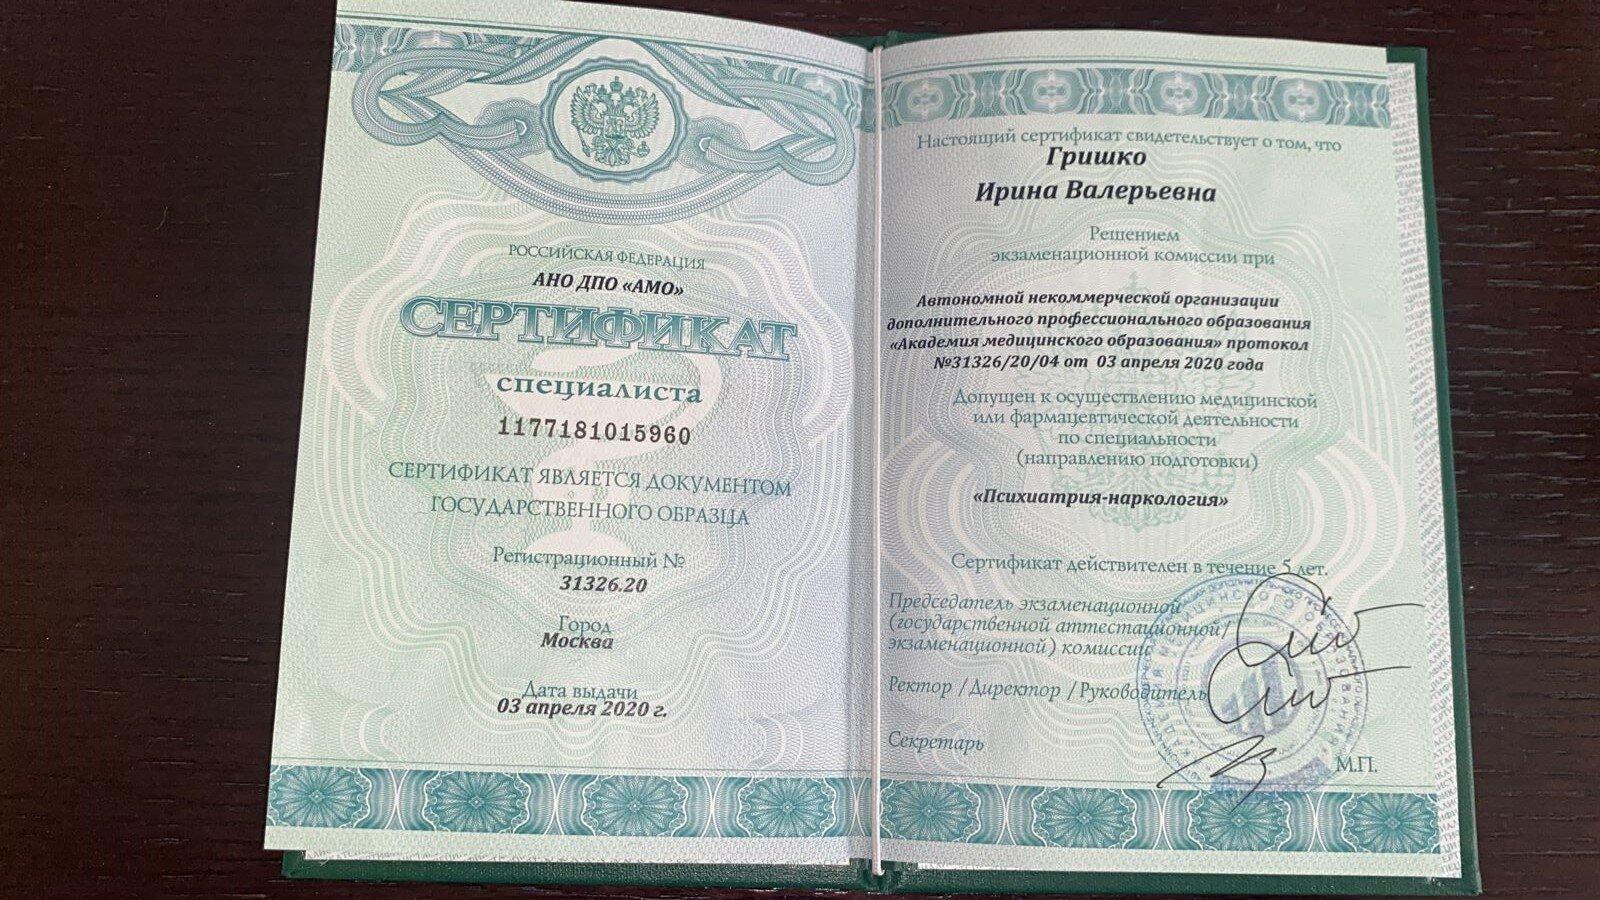 РОССИЙСКАЯ ФЕДЕРАЦИЯ
АНО ДПО «АМО»
СЕРТИФИКАТ
специалиста
1177181015960
СЕРТИФИКАТ ЯВЛЯЕТСЯ ДОКУМЕНТОМ
ГОСУДАРСТВЕННОГО ОБРАЗЦА
Регистрационный №
31326.20
Город
Москва
Дата выдачи
03 апреля 2020 г.
Настоящий сертификат свидетельствует о том, что
Гришко
Ирина Валерьевна
Решением
экзаменационной комиссии при
Автономной некоммерческой организации
дополнительного профессионального образования
«Академия медицинского образования» протокол
№31326/20/04 от 03 апреля 2020 года
Допущен к осуществлению медицинской
или фармацевтической деятельности
по специальности
(направлению подготовки)
«Психиатрия-наркология»
Сертификат действителен в течение 5 лет.
Председатель экзаменационной
(государственной аттестационной/
экзаменационной) комиссии
Ректор /Директор /Руководитель
Секретарь
М.П.